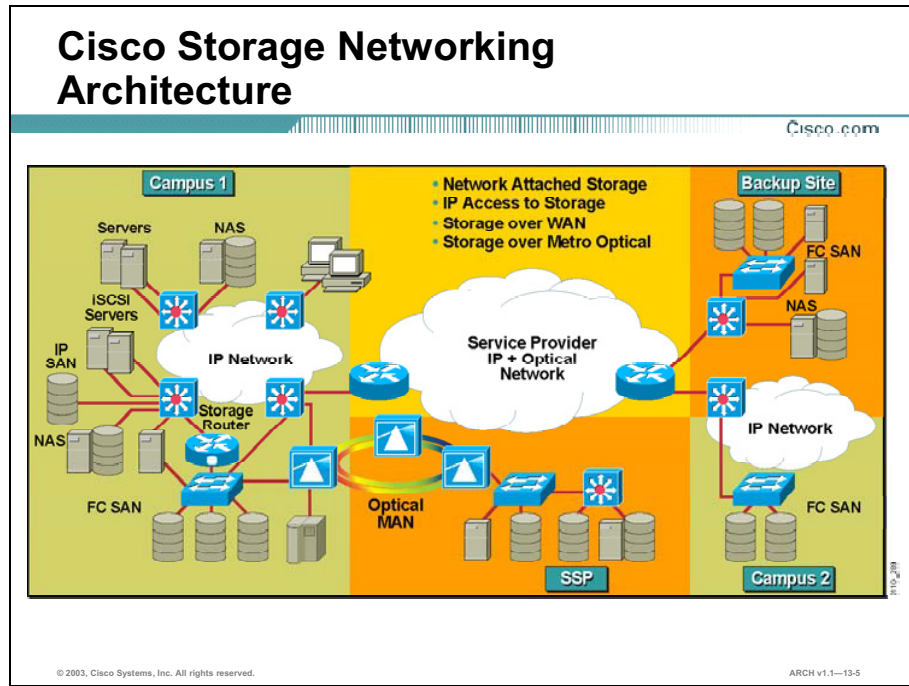 Cisco Storage Networking
Architecture
Cisco.com
Campus 1
• Network Attached Storage
• IP Access to Storage
• Storage over WAN
• Storage over Metro Optical
Backup Site
Servers
NAS
FC SAN
iSCSI
Servers
NAS
IP Network
Service Provider
IP + Optical
Network
IP
SAN
Storage
Router
NAS
IP Network
FC SAN
Optical
MAN
FC SAN
SSP
Campus 2
© 2003, Cisco Systems, Inc. All rights reserved.
ARCH v1.1—13-5